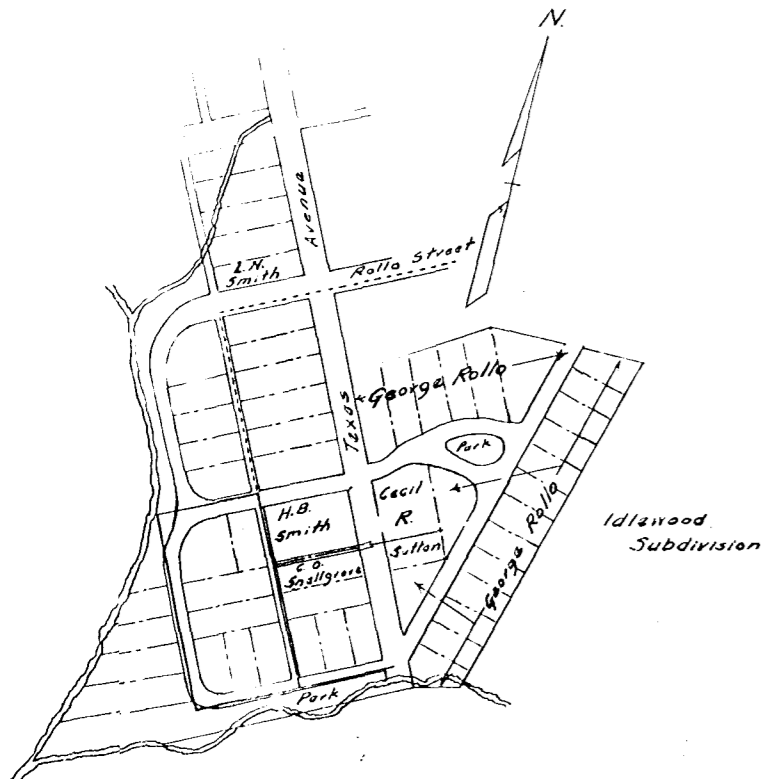 N.
Avenue
L.H.
Smith
Rollo Street
George Rollo
Texas
Park
Cecil
R.
Sutton
H.B.
Smith
C.O.
Snellgrove
George Rollo
Idlewood
Subdivision
Park